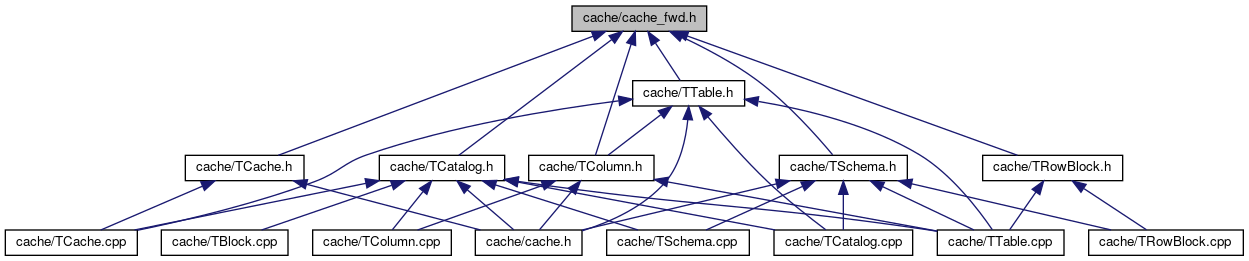 cache/cache_fwd.h
cache/TTable.h
cache/TCache.h
cache/TCatalog.h
cache/TColumn.h
cache/TSchema.h
cache/TRowBlock.h
cache/TCache.cpp
cache/TBlock.cpp
cache/TColumn.cpp
cache/cache.h
cache/TSchema.cpp
cache/TCatalog.cpp
cache/TTable.cpp
cache/TRowBlock.cpp